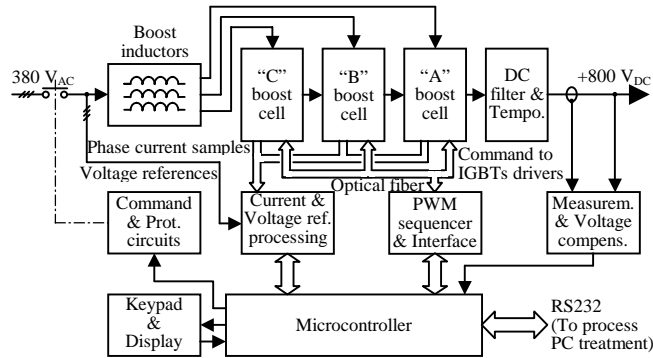 Boost
inductors
380 VAC
"C"
boost
cell
"B"
boost
cell
"A"
boost
cell
DC
filter &
Tempo.
+800 VDC
Phase current samples
Voltage references
Command to
IGBTs drivers
Optical fiber
Command
& Prot.
circuits
Current &
Voltage ref.
processing
PWM
sequencer
& Interface
Measurem.
& Voltage
compens.
Keypad
&
Display
Microcontroller
RS232
(To process
PC treatment)